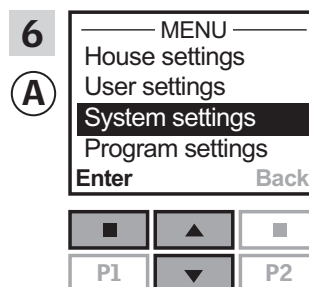 6
A
MENU
House settings
User settings
System settings
Program settings
Enter Back
P1 P2